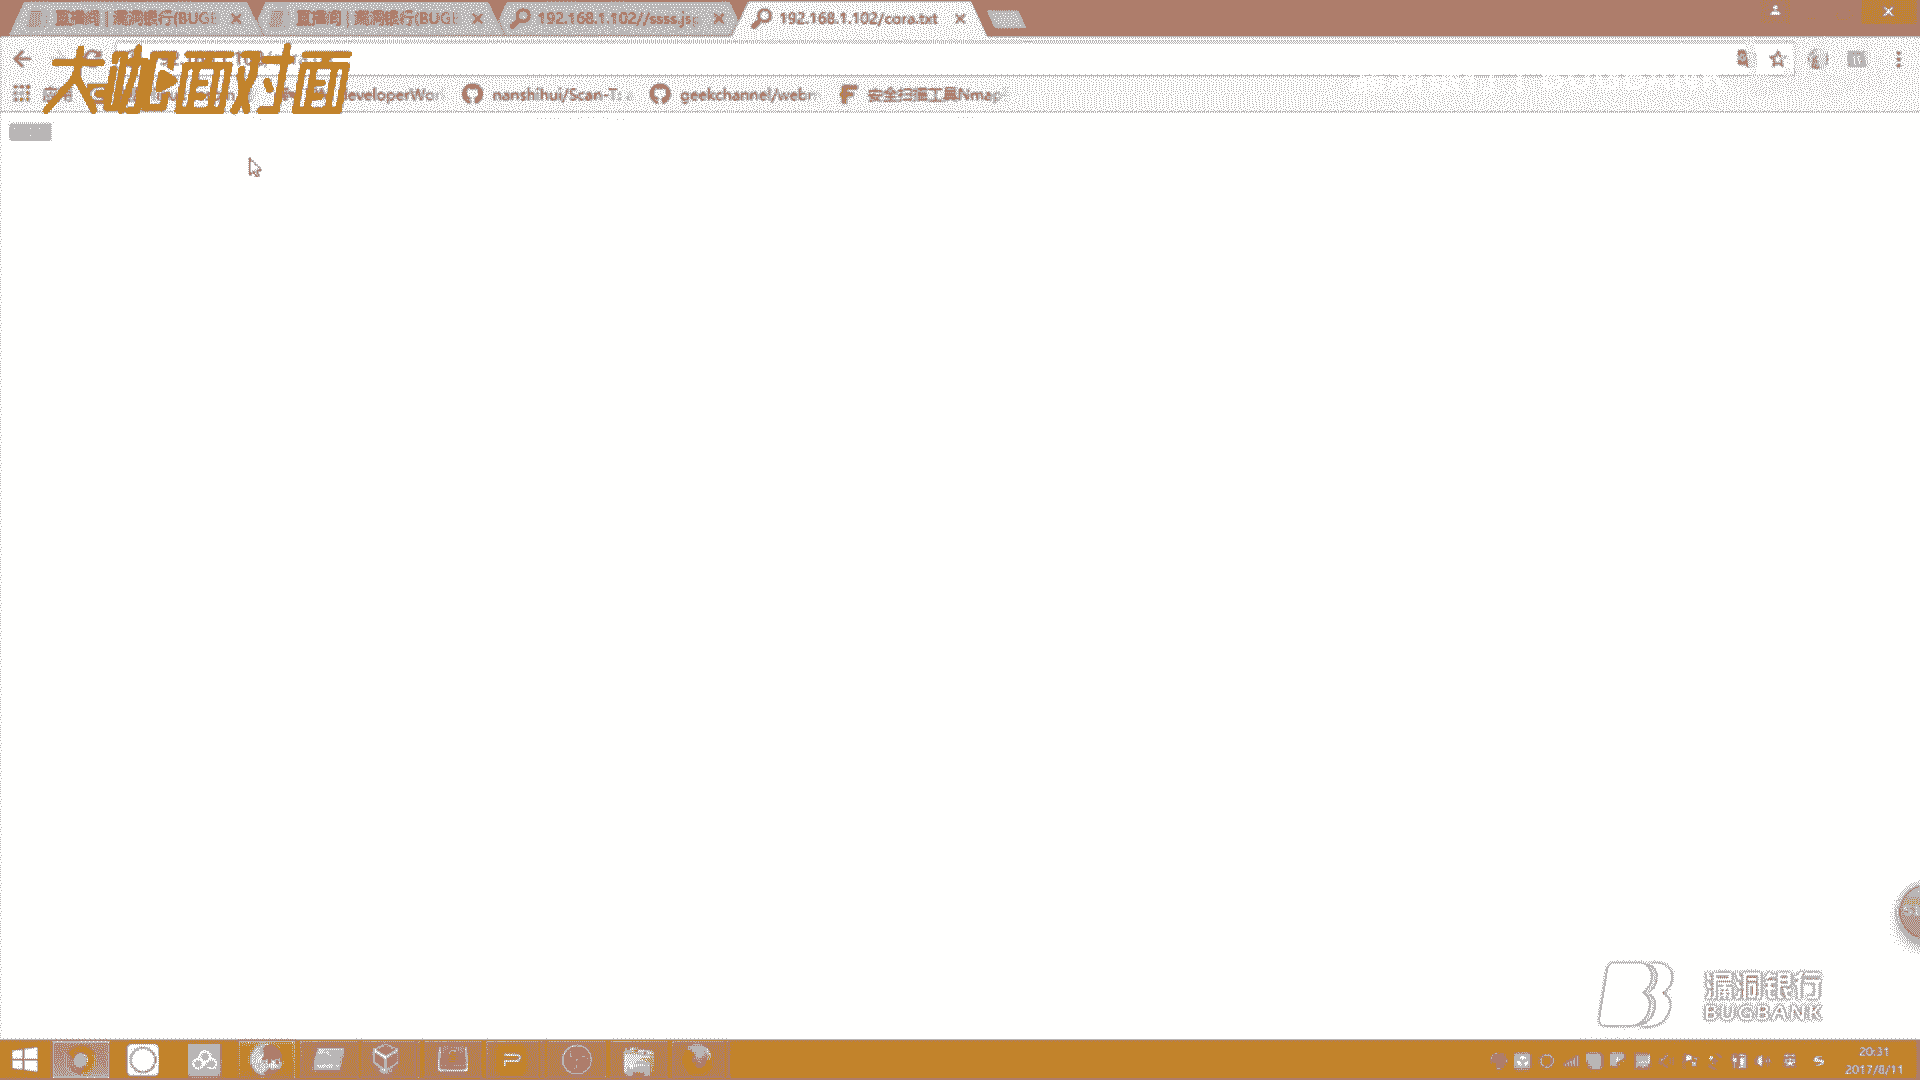 直播间 | 漏洞银行(BUGB
直播间 | 漏洞银行(BUGB
192.168.1.102//ssss.js
192.168.1.102/cora.txt
大咖面对面
eveloperWor
nanshihui/Scan-T
geekchannel/webr
安全扫描工具Nmap
51
漏洞银行
BUGBANK
20:31
2017/8/11